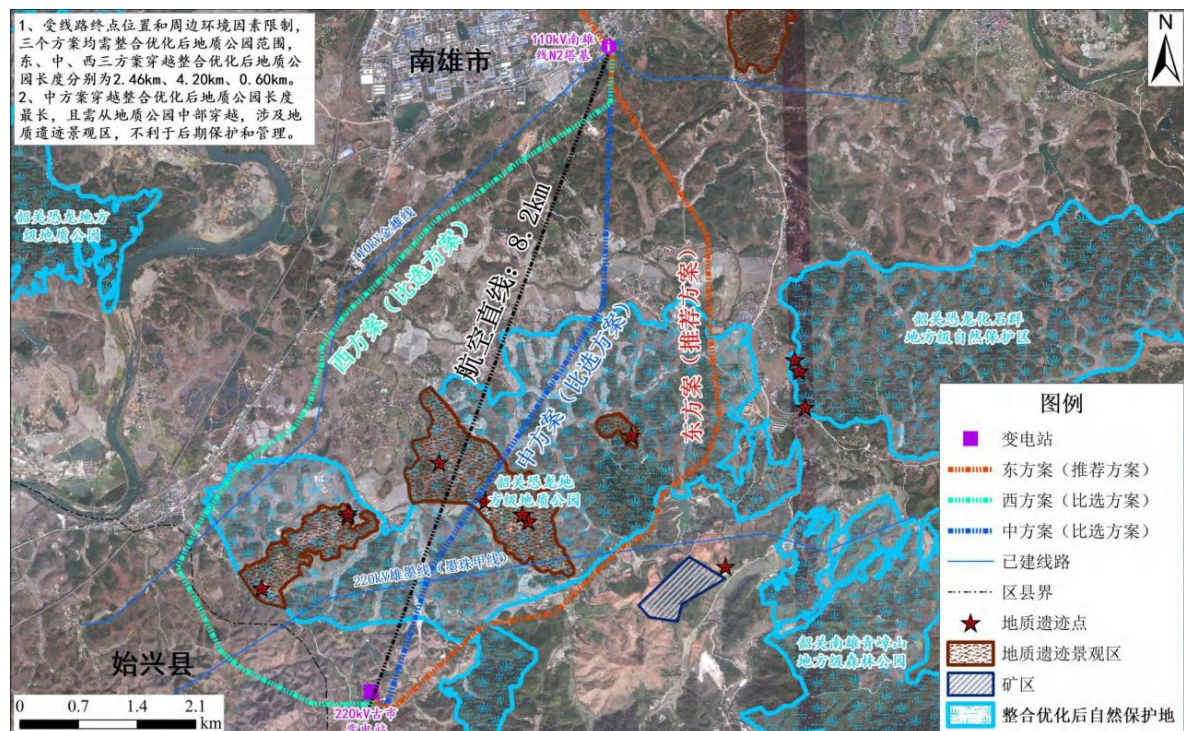 1、受线路终点位置和周边环境因素限制，
三个方案均需整合优化后地质公园范围，
东、中、西三方案穿越整合优化后地质公
园长度分别为2.46km、4.20km、0.60km。
2、中方案穿越整合优化后地质公园长度
最长，且需从地质公园中部穿越，涉及地
质遗迹景观区，不利于后期保护和管理。
南雄市
110kV南雄
线N2塔基
N
韶关恐龙地方
级地质公园
110kV金雄线
西方案（比选方案）
航空直线：8.2km
中方案（比选方案）
东方案（推荐方案）
韶关恐龙化石群
地方级自然保护区
韶关恐龙地
方级地质公园
220kV雄墨线（墨珠甲线）
韶关南雄青嶂山
地方级森林公园
始兴县
220kV古市
变电站
0 0.7 1.4 2.1
km
图例
变电站
东方案（推荐方案）
西方案（比选方案）
中方案（比选方案）
已建线路
区县界
地质遗迹点
地质遗迹景观区
矿区
整合优化后自然保护地